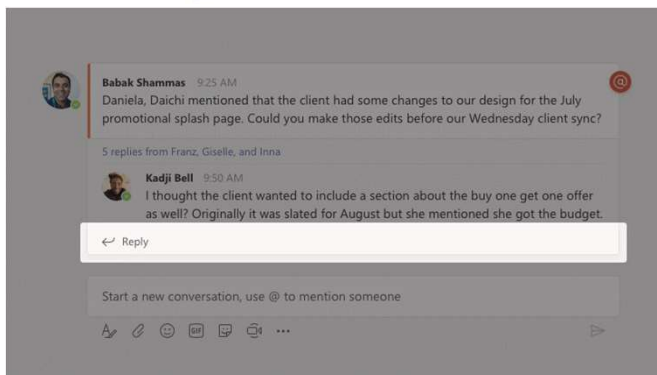 Babak Shammas 9:25 AM
Daniela, Daichi mentioned that the client had some changes to our design for the July
promotional splash page. Could you make those edits before our Wednesday client sync?
5 replies from Franz, Giselle, and Inna
Kadji Bell 9:50 AM
I thought the client wanted to include a section about the buy one get one offer
as well? Originally it was slated for August but she mentioned she got the budget.
Reply
Start a new conversation, use @ to mention someone
GIF